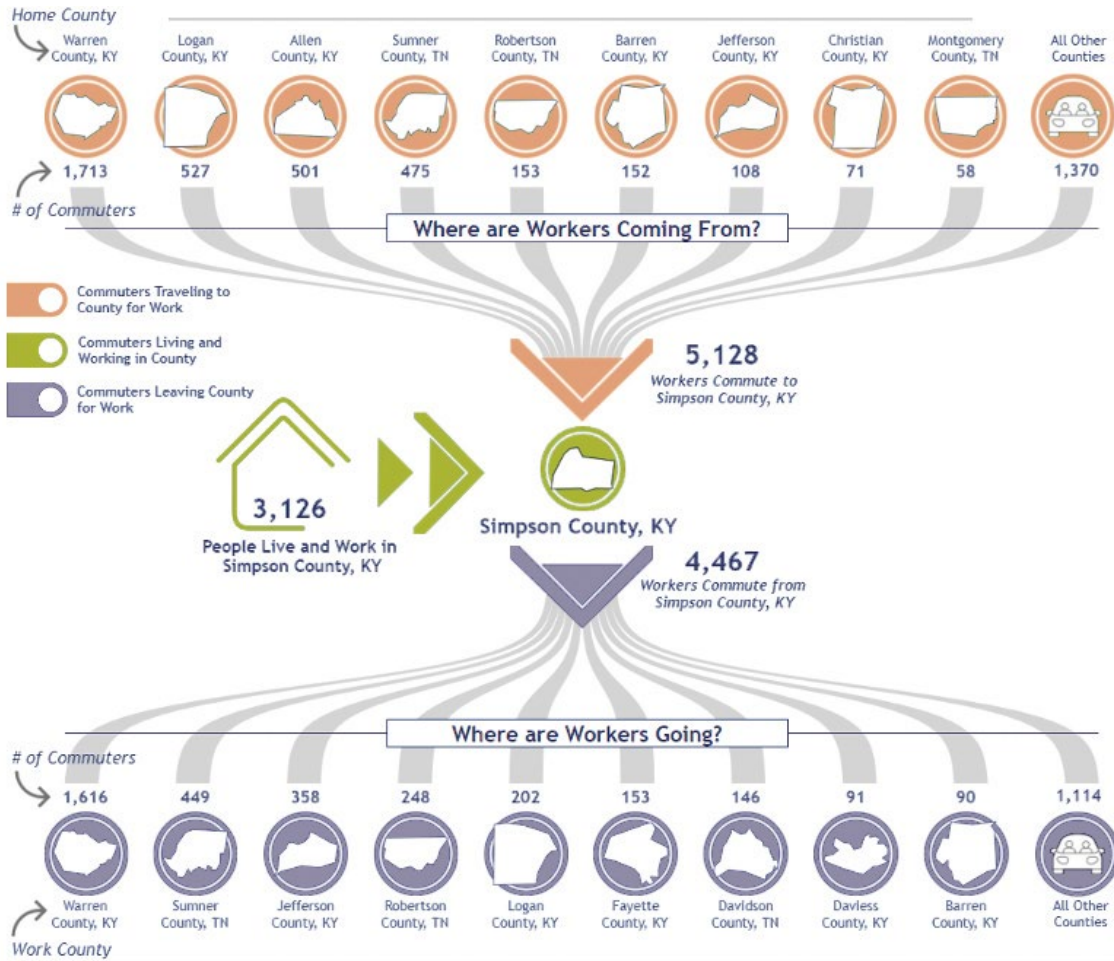 Home County
Warren
County, KY
Logan
County, KY
Allen
County, KY
Sumner
County, TN
Robertson
County, TN
Barren
County, KY
Jefferson
County, KY
Christian
County, KY
Montgomery
County, TN
All Other
Counties
1,713
527
501
475
153
152
108
71
58
1,370
# of Commuters
Where are Workers Coming From?
Commuters Traveling to
County for Work
Commuters Living and
Working in County
Commuters Leaving County
for Work
5,128
Workers Commute to
Simpson County, KY
3,126
People Live and Work in
Simpson County, KY
Simpson County, KY
4,467
Workers Commute from
Simpson County, KY
Where are Workers Going?
# of Commuters
1,616
449
358
248
202
153
146
91
90
1,114
Warren
County, KY
Sumner
County, TN
Jefferson
County, KY
Robertson
County, TN
Logan
County, KY
Fayette
County, KY
Davidson
County, TN
Daviess
County, KY
Barren
County, KY
All Other
Counties
Work County